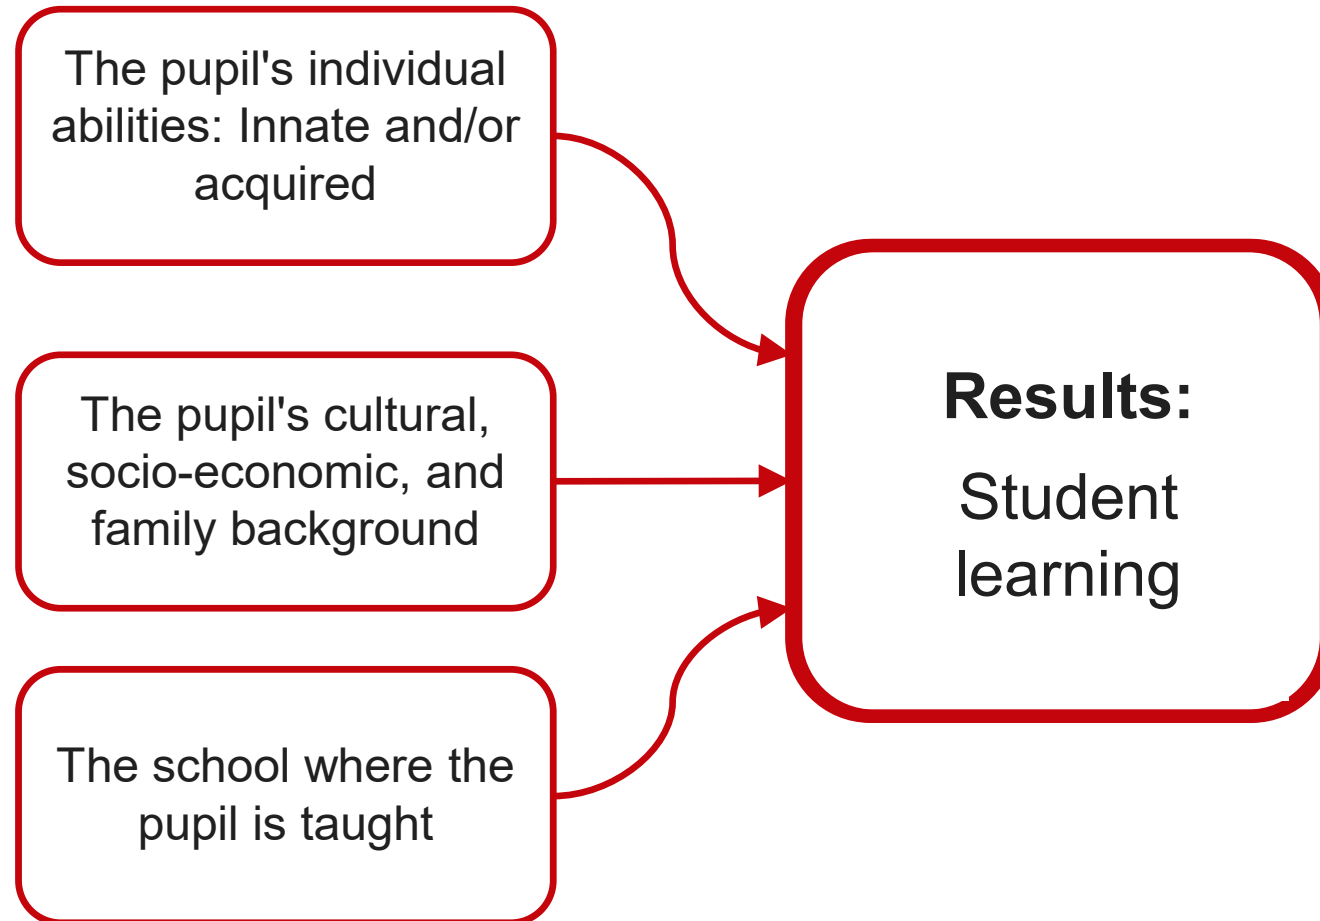 The pupil's individual
abilities: Innate and/or
acquired
The pupil's cultural,
socio-economic, and
family background
The school where the
pupil is taught
Results:
Student
learning